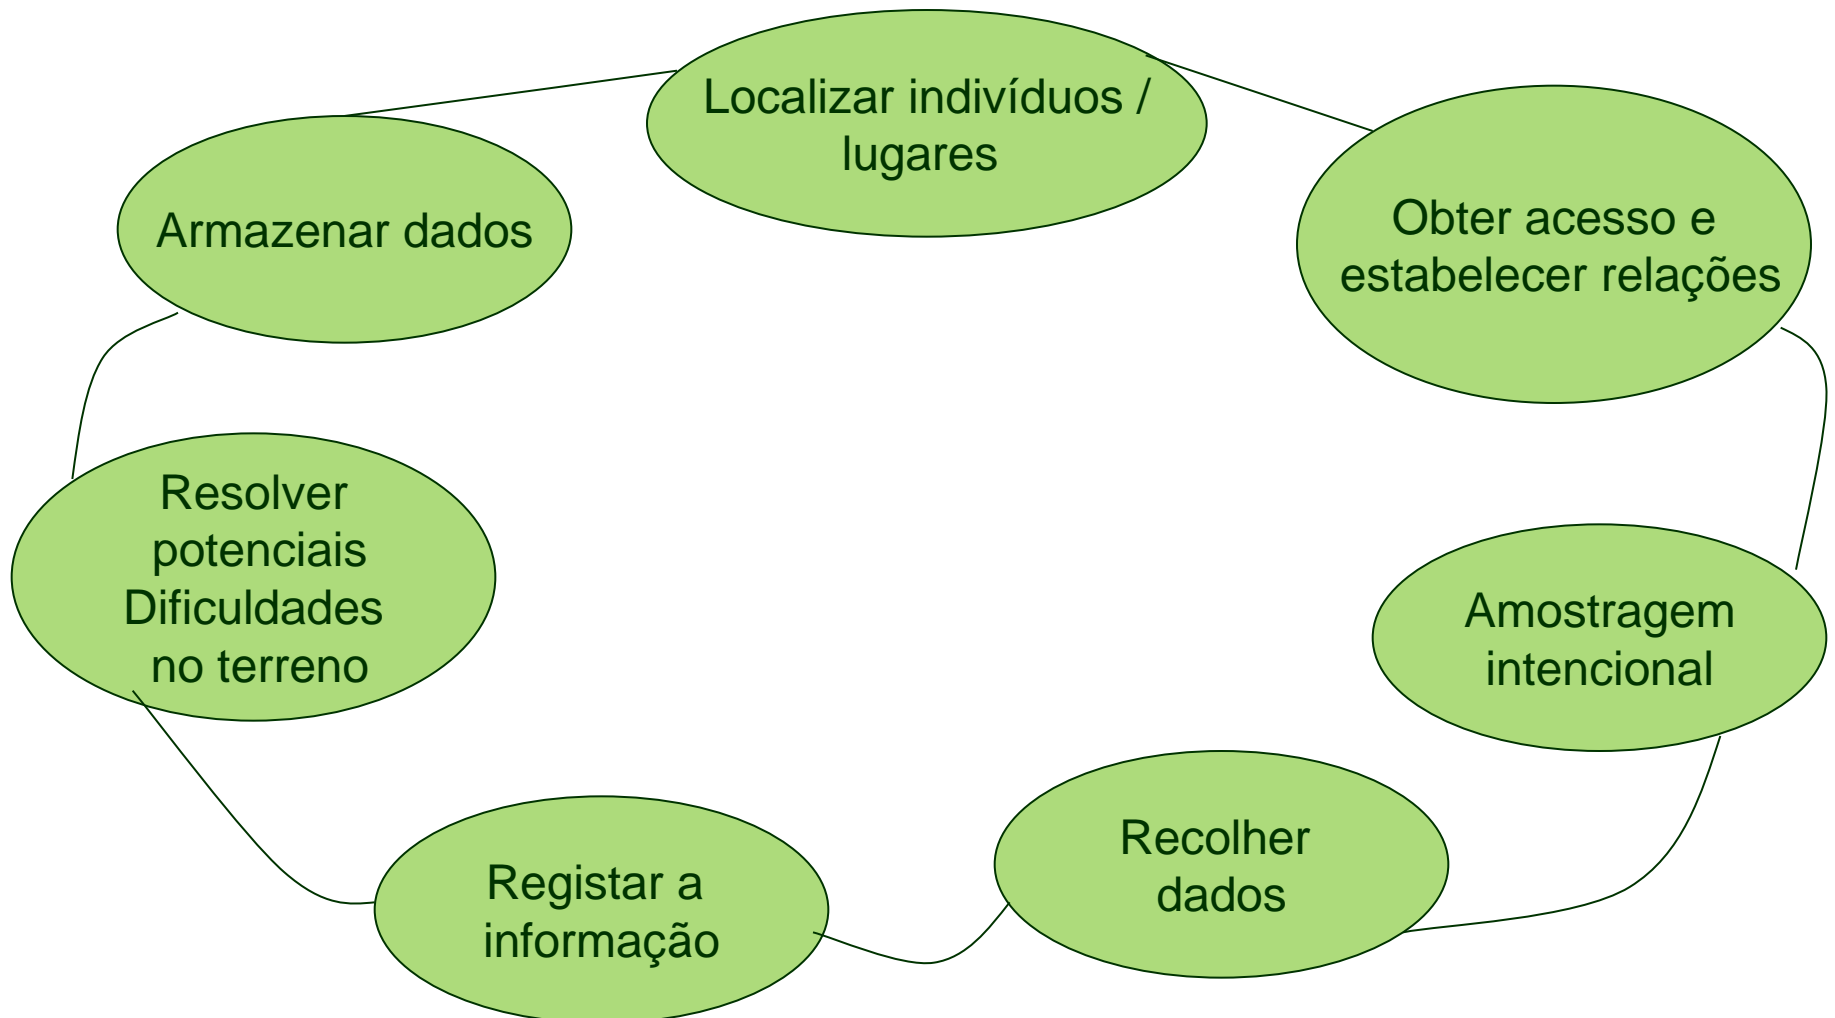 Localizar indivíduos /
lugares
Obter acesso e
estabelecer relações
Amostragem
intencional
Recolher
dados
Registar a
informação
Resolver
potenciais
Dificuldades
no terreno
Armazenar dados